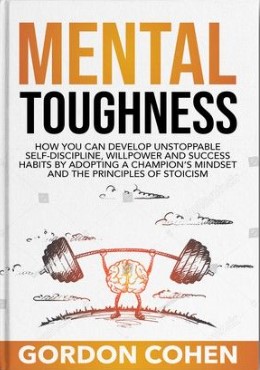 MENTAL
TOUGHNESS
HOW YOU CAN DEVELOP UNSTOPPABLE
SELF-DISCIPLINE, WILLPOWER AND SUCCESS
HABITS BY ADOPTING A CHAMPION'S MINDSET
AND THE PRINCIPLES OF STOICISM
GORDON COHEN